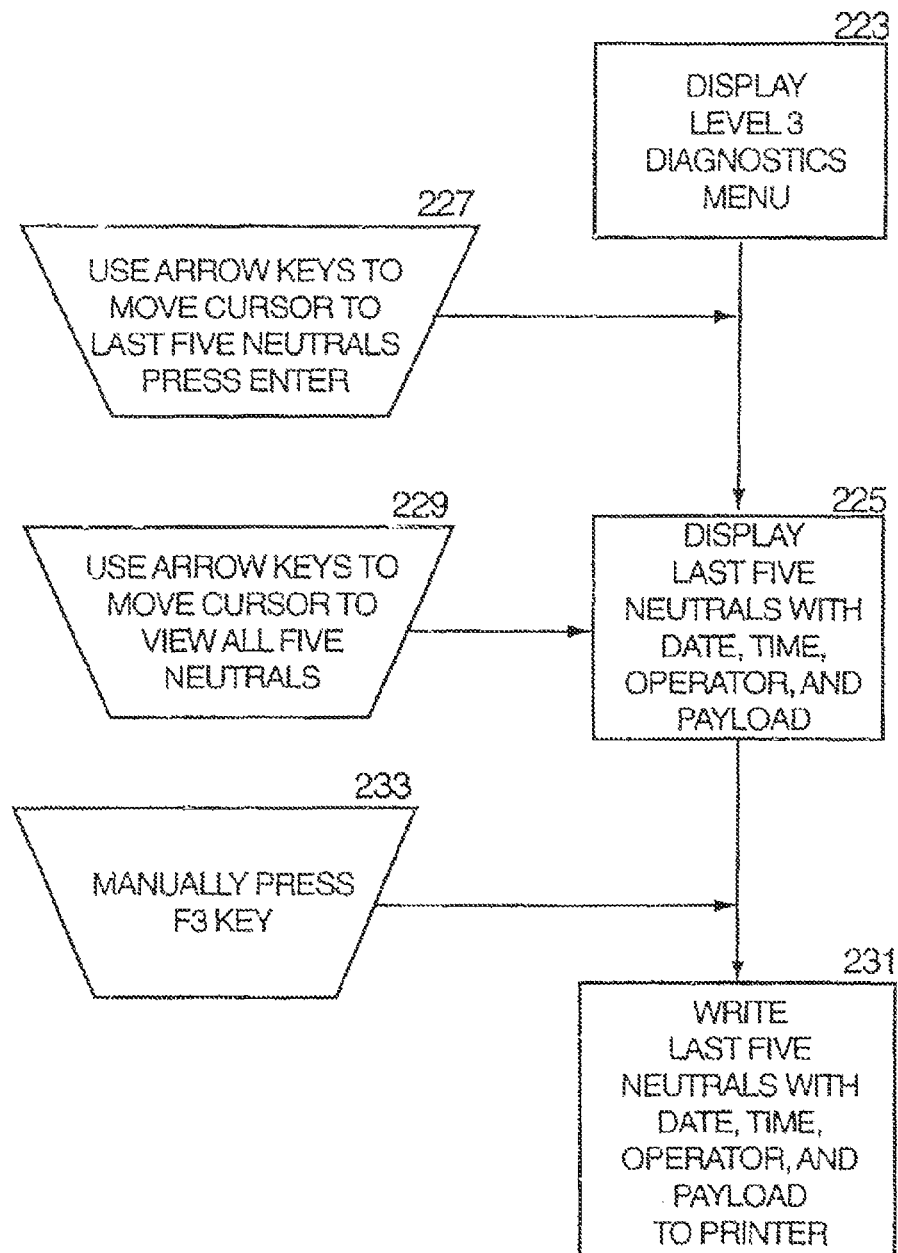 223
DISPLAY
LEVEL 3
DIAGNOSTICS
MENU
227
USE ARROW KEYS TO
MOVE CURSOR TO
LAST FIVE NEUTRALS
PRESS ENTER
229
USE ARROW KEYS TO
MOVE CURSOR TO
VIEW ALL FIVE
NEUTRALS
225
DISPLAY
LAST FIVE
NEUTRALS WITH
DATE, TIME,
OPERATOR, AND
PAYLOAD
233
MANUALLY PRESS
F3 KEY
231
WRITE
LAST FIVE
NEUTRALS WITH
DATE, TIME,
OPERATOR, AND
PAYLOAD
TO PRINTER